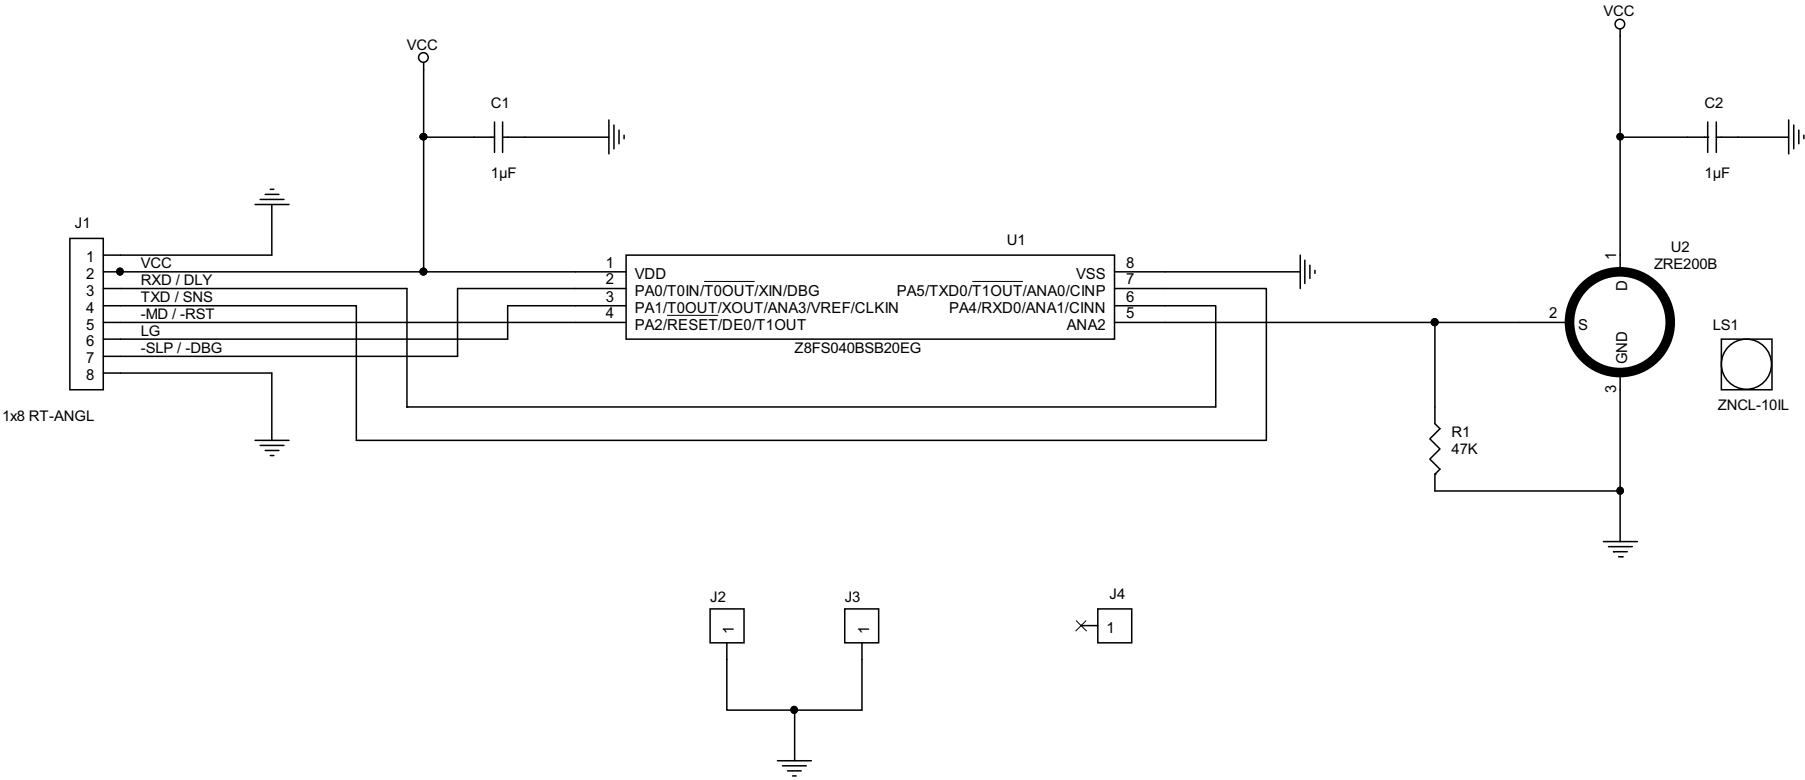 VCC
VCC
C1
1µF
C2
1µF
J1
1
2
3
4
5
6
7
8
VCC
RXD / DLY
TXD / SNS
-MD / -RST
LG
-SLP / -DBG
1x8 RT-ANGL
U1
1
2
3
4
VDD
PA0/T0IN/T0OUT/XIN/DBG
PA1/T0OUT/XOUT/ANA3/VREF/CLKIN
PA2/RESET/DE0/T1OUT
VSS
PA5/TXD0/T1OUT/ANA0/CINP
PA4/RXD0/ANA1/CINN
ANA2
8
7
6
5
Z8FS040BSB20EG
U2
ZRE200B
1
D
2
S
GND
3
LS1
ZNCL-10IL
R1
47K
J2
1
J3
1
J4
1